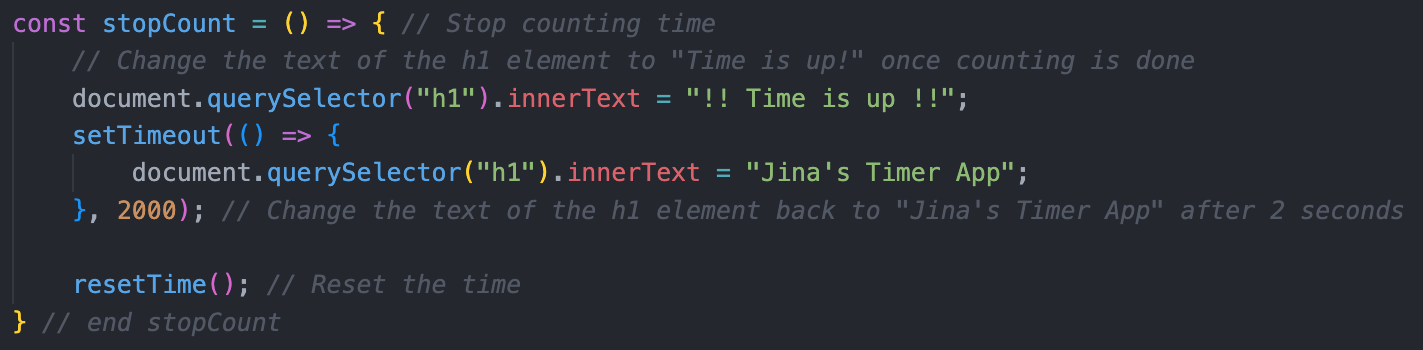 const stopCount = () => { // Stop counting time
// Change the text of the h1 element to "Time is up!" once counting is done
document.querySelector("h1").innerText = "!! Time is up !!";
setTimeout(() => {
document.querySelector("h1").innerText = "Jina's Timer App";
}, 2000); // Change the text of the h1 element back to "Jina's Timer App" after 2 seconds
resetTime(); // Reset the time
} // end stopCount